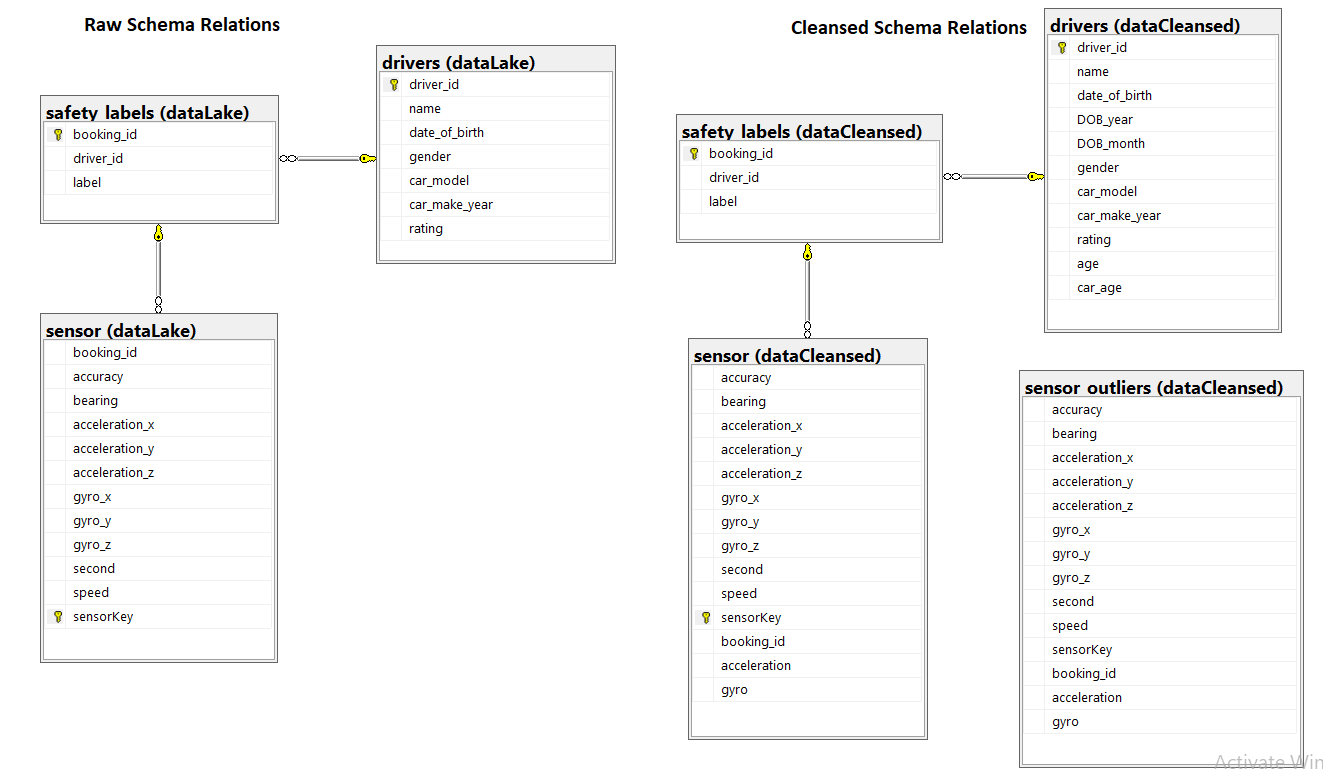 Raw Schema Relations
safety_labels (dataLake)
booking_id
driver_id
label
drivers (dataLake)
driver_id
name
date_of_birth
gender
car_model
car_make_year
rating
sensor (dataLake)
booking_id
accuracy
bearing
acceleration_x
acceleration_y
acceleration_z
gyro_x
gyro_y
gyro_z
second
speed
sensorKey
Cleansed Schema Relations
safety_labels (dataCleansed)
booking_id
driver_id
label
drivers (dataCleansed)
driver_id
name
date_of_birth
DOB_year
DOB_month
gender
car_model
car_make_year
rating
age
car_age
sensor (dataCleansed)
accuracy
bearing
acceleration_x
acceleration_y
acceleration_z
gyro_x
gyro_y
gyro_z
second
speed
sensorKey
booking_id
acceleration
gyro
sensor_outliers (dataCleansed)
accuracy
bearing
acceleration_x
acceleration_y
acceleration_z
gyro_x
gyro_y
gyro_z
second
speed
sensorKey
booking_id
acceleration
gyro
Activate Win